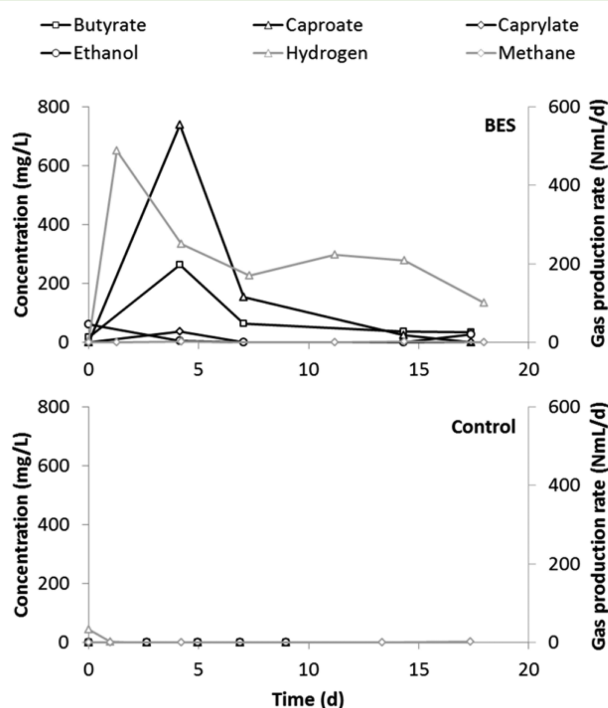 Butyrate Caproate Caprylate
Ethanol Hydrogen Methane
800 600
BES
600
400
400
200
200
0 0
0 5 10 15 20
Concentration (mg/L)
Gas production rate (NmL/d)
800 600
Control
600
400
400
200
200
0 0
0 5 10 15 20
Concentration (mg/L)
Gas production rate (NmL/d)
Time (d)